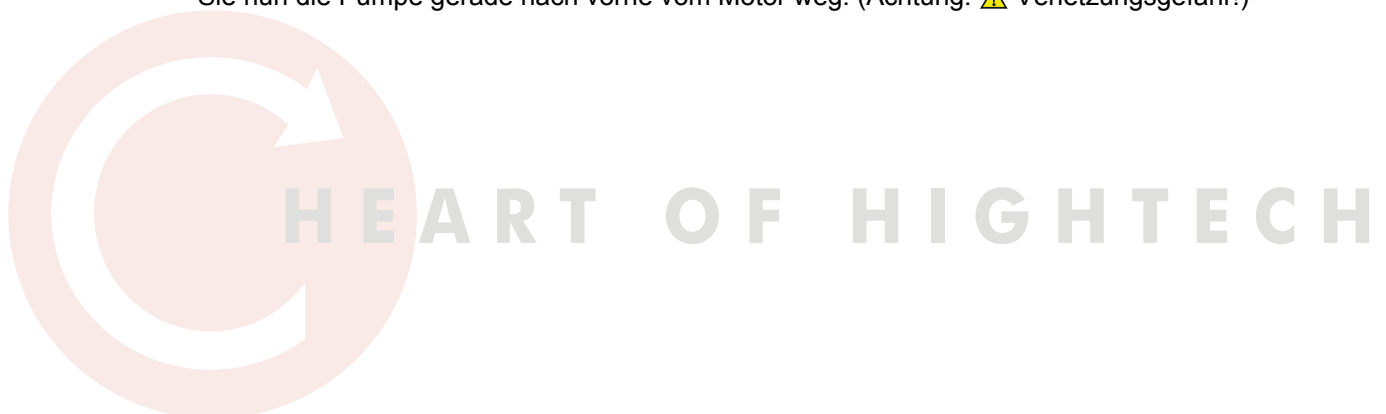 Sie nun die Pumpe gerade nach vorne vom Motor weg. (Achtung: ⚠ Verletzungsgefahr!)
HEART OF HIGHTECH